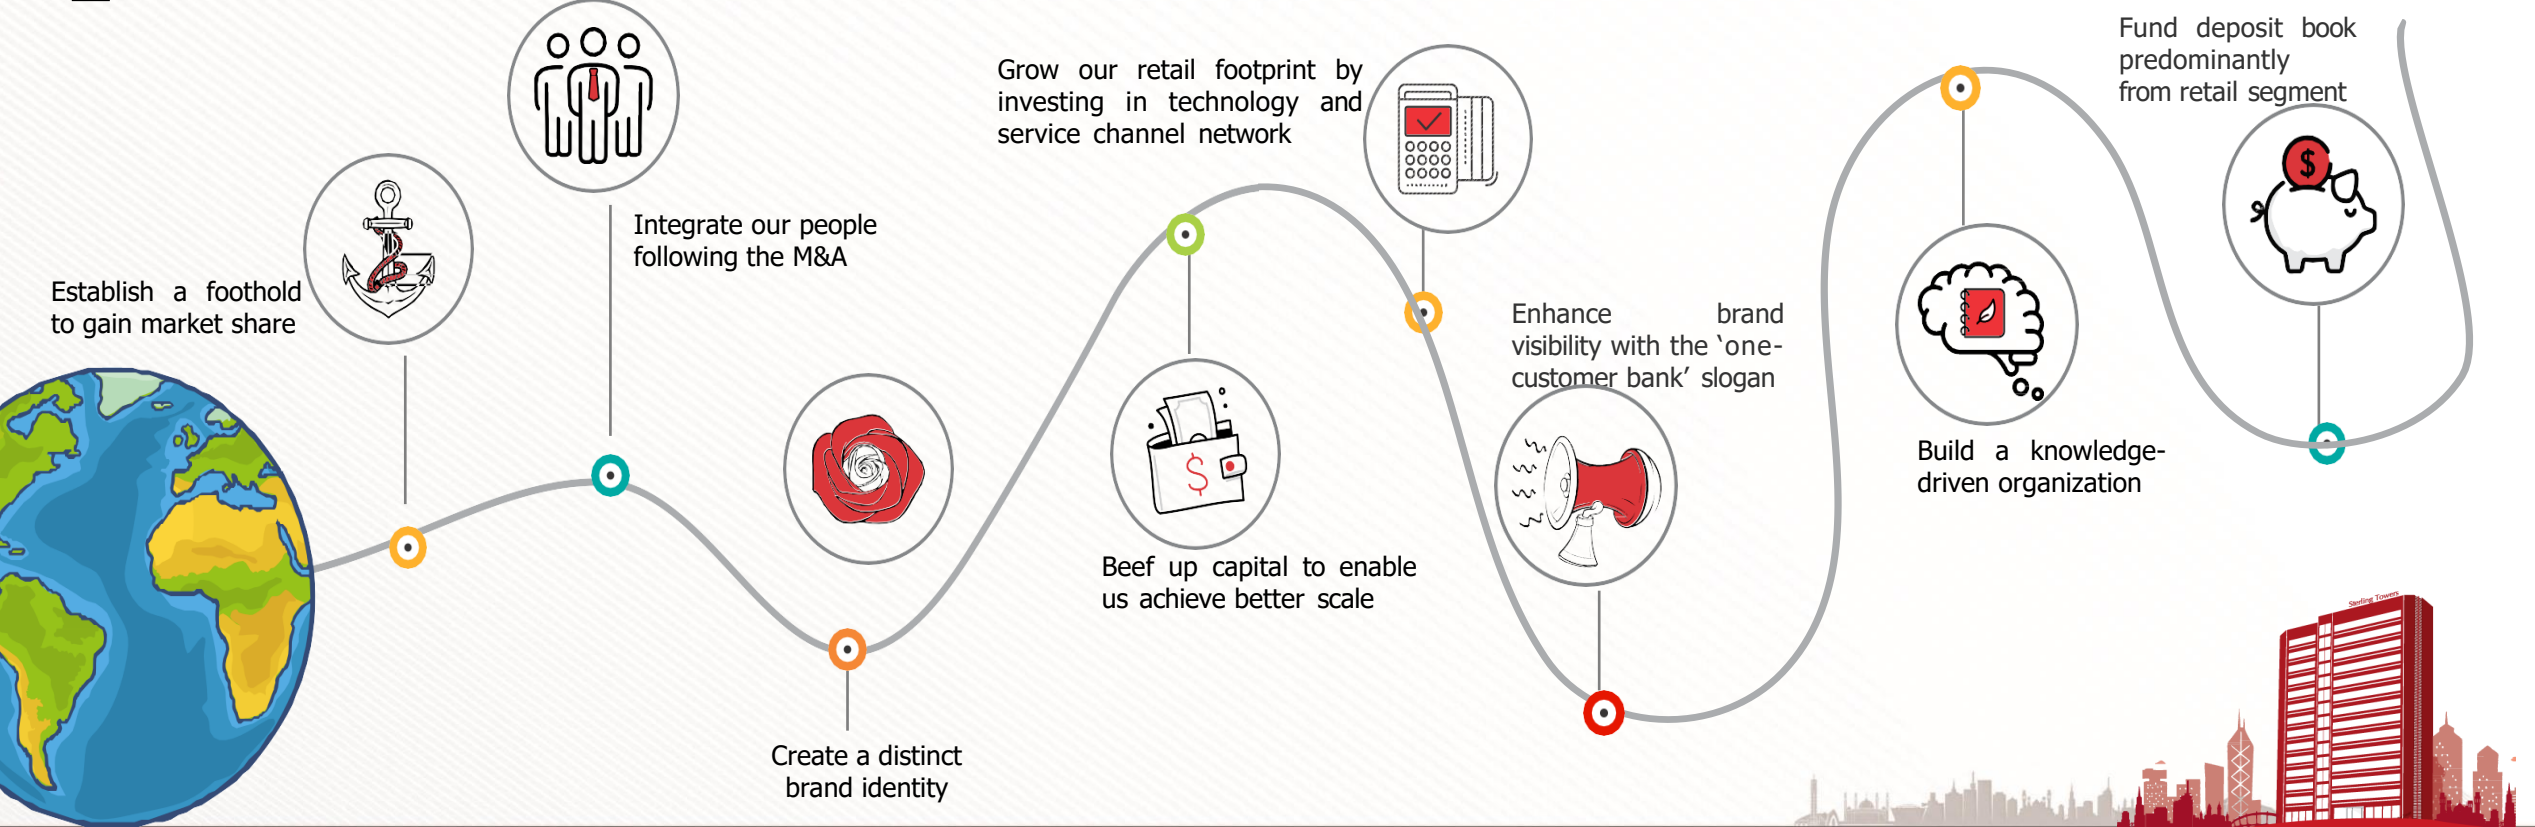 Establish a foothold
to gain market share
Integrate our people
following the M&A
Create a distinct
brand identity
Grow our retail footprint by
investing in technology and
service channel network
Beef up capital to enable
us achieve better scale
Enhance brand
visibility with the ‘one-
customer bank’ slogan
Build a knowledge-
driven organization
Fund deposit book
predominantly
from retail segment
$
$
Sterling Towers